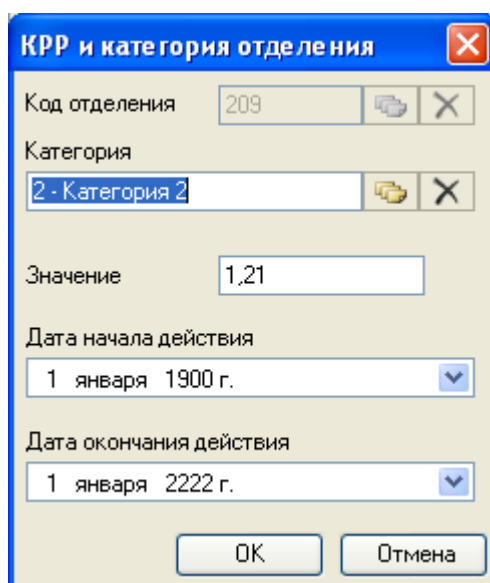 КРР и категория отделения
Код отделения 209
Категория
2 - Категория 2
Значение 1,21
Дата начала действия
1 января 1900 г.
Дата окончания действия
1 января 2222 г.
OK Отмена